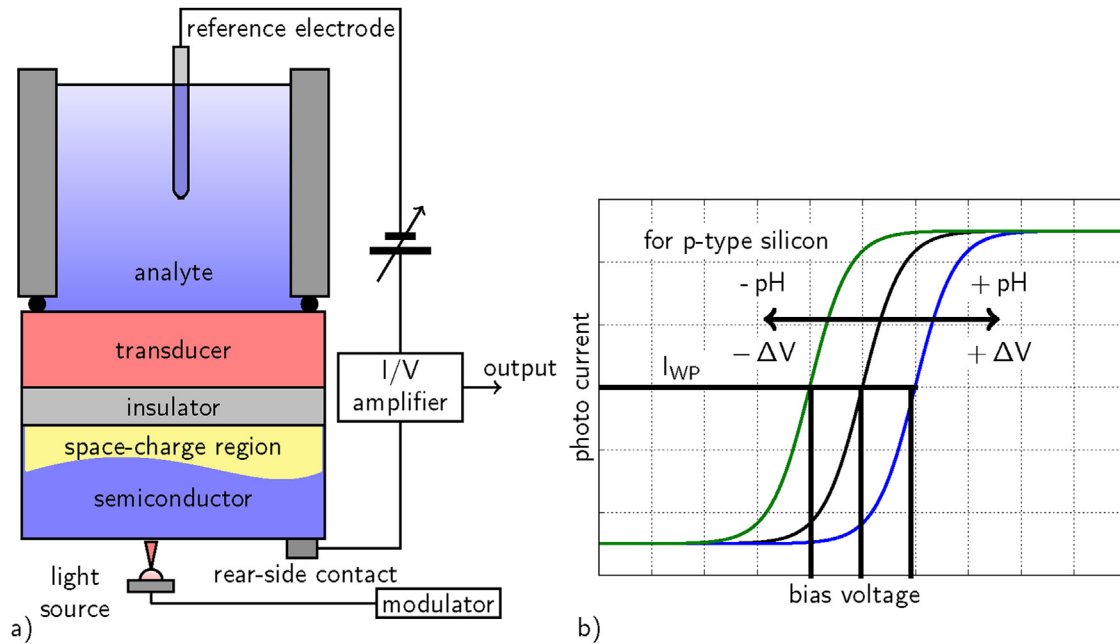 reference electrode
analyte
transducer
insulator
space-charge region
semiconductor
I/V
amplifier
output
light
source
rear-side contact
modulator
a)
for p-type silicon
- pH
+ pH
− ΔV
+ ΔV
I_WP
photo current
bias voltage
b)